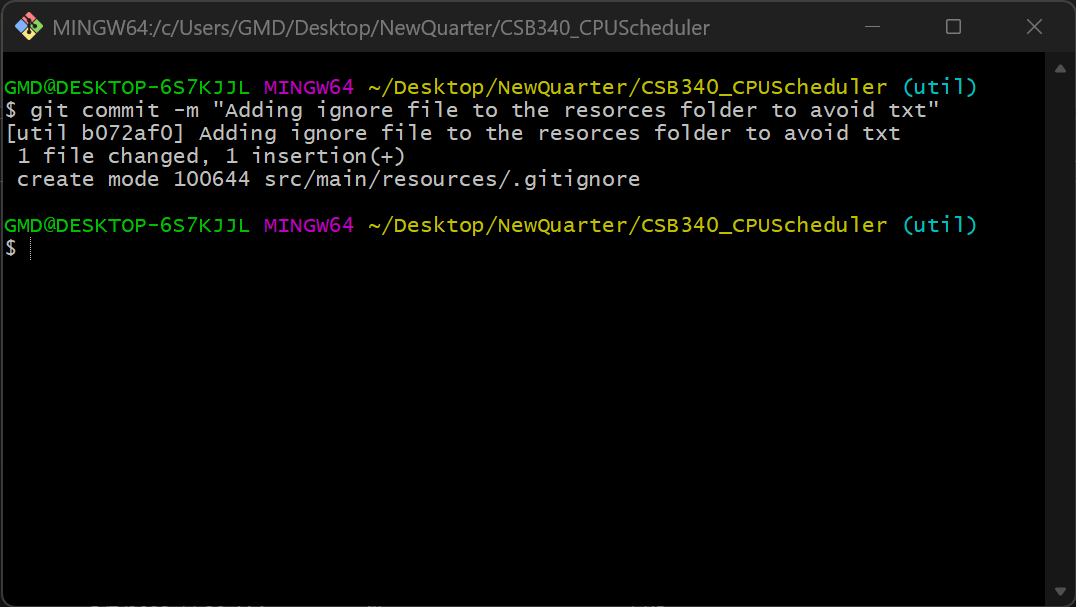 MINGW64:/c/Users/GMD/Desktop/NewQuarter/CSB340_CPUScheduler
GMD@DESKTOP-6S7KJJL MINGW64 ~/Desktop/NewQuarter/CSB340_CPUScheduler (util)
$ git commit -m "Adding ignore file to the resorces folder to avoid txt"
[util b072af0] Adding ignore file to the resorces folder to avoid txt
 1 file changed, 1 insertion(+)
 create mode 100644 src/main/resources/.gitignore
GMD@DESKTOP-6S7KJJL MINGW64 ~/Desktop/NewQuarter/CSB340_CPUScheduler (util)
$